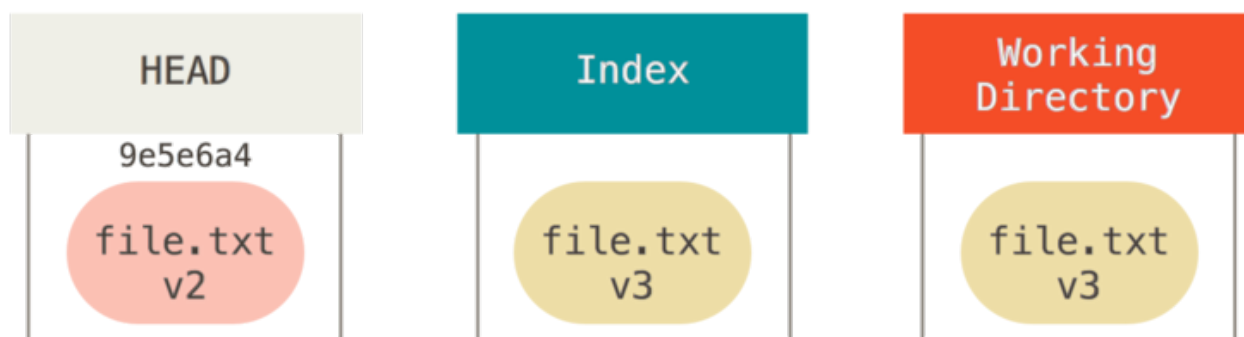 HEAD
Index
Working
Directory
9e5e6a4
file.txt
v2
file.txt
v3
file.txt
v3